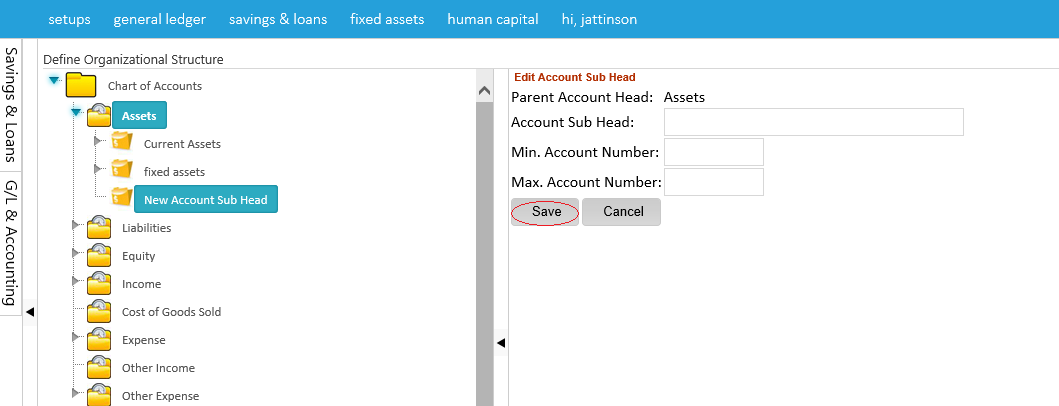 setups general ledger savings & loans fixed assets human capital hi, jattinson
Savings & Loans
G/L & Accounting
Define Organizational Structure
Chart of Accounts
Assets
Current Assets
fixed assets
New Account Sub Head
Liabilities
Equity
Income
Cost of Goods Sold
Expense
Other Income
Other Expense
Edit Account Sub Head
Parent Account Head: Assets
Account Sub Head:
Min. Account Number:
Max. Account Number:
Save Cancel